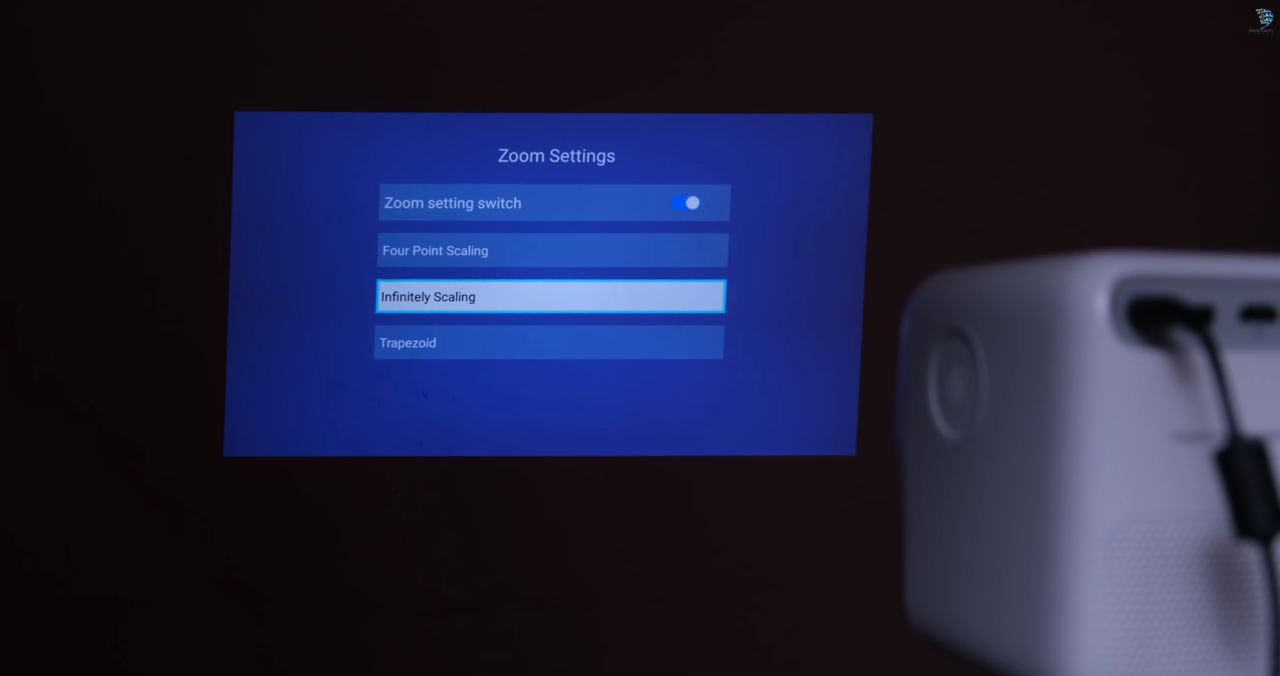 Zoom Settings
Zoom setting switch
Four Point Scaling
Infinitely Scaling
Trapezoid